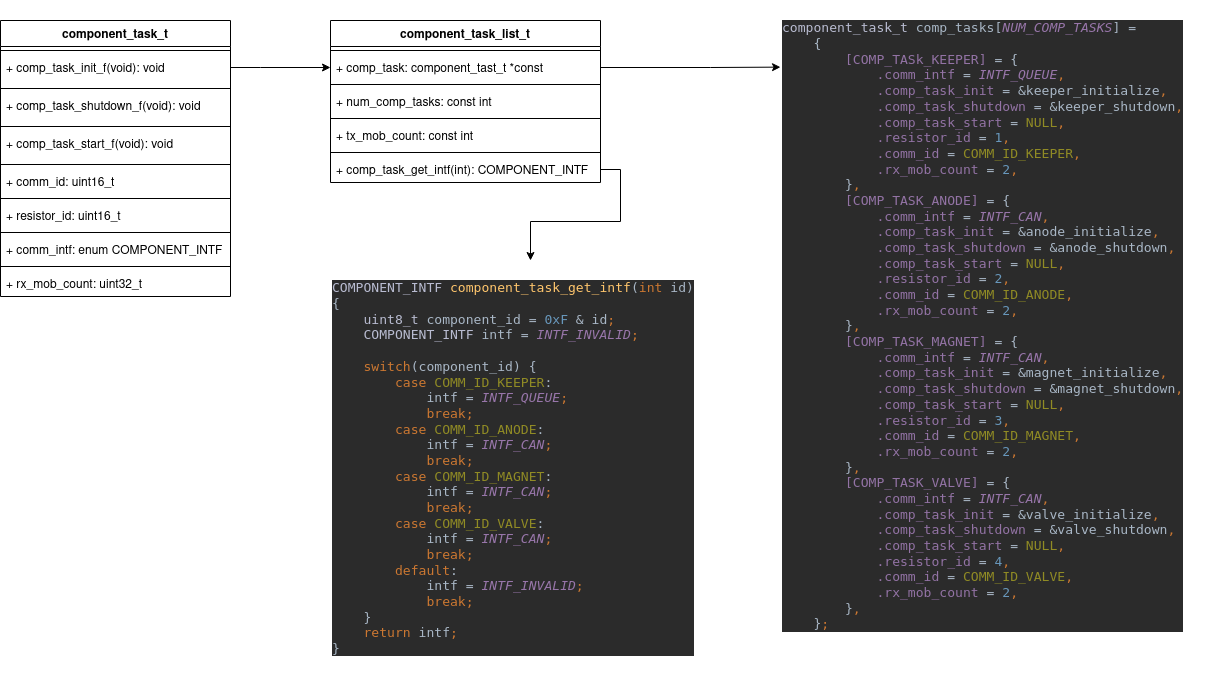 component_task_t
+ comp_task_init_f(void): void
+ comp_task_shutdown_f(void): void
+ comp_task_start_f(void): void
+ comm_id: uint16_t
+ resistor_id: uint16_t
+ comm_intf: enum COMPONENT_INTF
+ rx_mob_count: uint32_t
component_task_list_t
+ comp_task: component_tast_t *const
+ num_comp_tasks: const int
+ tx_mob_count: const int
+ comp_task_get_intf(int): COMPONENT_INTF
COMPONENT_INTF component_task_get_intf(int id)
{
    uint8_t component_id = 0xF & id;
    COMPONENT_INTF intf = INTF_INVALID;
    switch(component_id) {
        case COMM_ID_KEEPER:
            intf = INTF_QUEUE;
            break;
        case COMM_ID_ANODE:
            intf = INTF_CAN;
            break;
        case COMM_ID_MAGNET:
            intf = INTF_CAN;
            break;
        case COMM_ID_VALVE:
            intf = INTF_CAN;
            break;
        default:
            intf = INTF_INVALID;
            break;
    }
    return intf;
}
component_task_t comp_tasks[NUM_COMP_TASKS] =
    {
        [COMP_TASk_KEEPER] = {
            .comm_intf = INTF_QUEUE,
            .comp_task_init = &keeper_initialize,
            .comp_task_shutdown = &keeper_shutdown,
            .comp_task_start = NULL,
            .resistor_id = 1,
            .comm_id = COMM_ID_KEEPER,
            .rx_mob_count = 2,
        },
        [COMP_TASK_ANODE] = {
            .comm_intf = INTF_CAN,
            .comp_task_init = &anode_initialize,
            .comp_task_shutdown = &anode_shutdown,
            .comp_task_start = NULL,
            .resistor_id = 2,
            .comm_id = COMM_ID_ANODE,
            .rx_mob_count = 2,
        },
        [COMP_TASK_MAGNET] = {
            .comm_intf = INTF_CAN,
            .comp_task_init = &magnet_initialize,
            .comp_task_shutdown = &magnet_shutdown,
            .comp_task_start = NULL,
            .resistor_id = 3,
            .comm_id = COMM_ID_MAGNET,
            .rx_mob_count = 2,
        },
        [COMP_TASK_VALVE] = {
            .comm_intf = INTF_CAN,
            .comp_task_init = &valve_initialize,
            .comp_task_shutdown = &valve_shutdown,
            .comp_task_start = NULL,
            .resistor_id = 4,
            .comm_id = COMM_ID_VALVE,
            .rx_mob_count = 2,
        },
    };